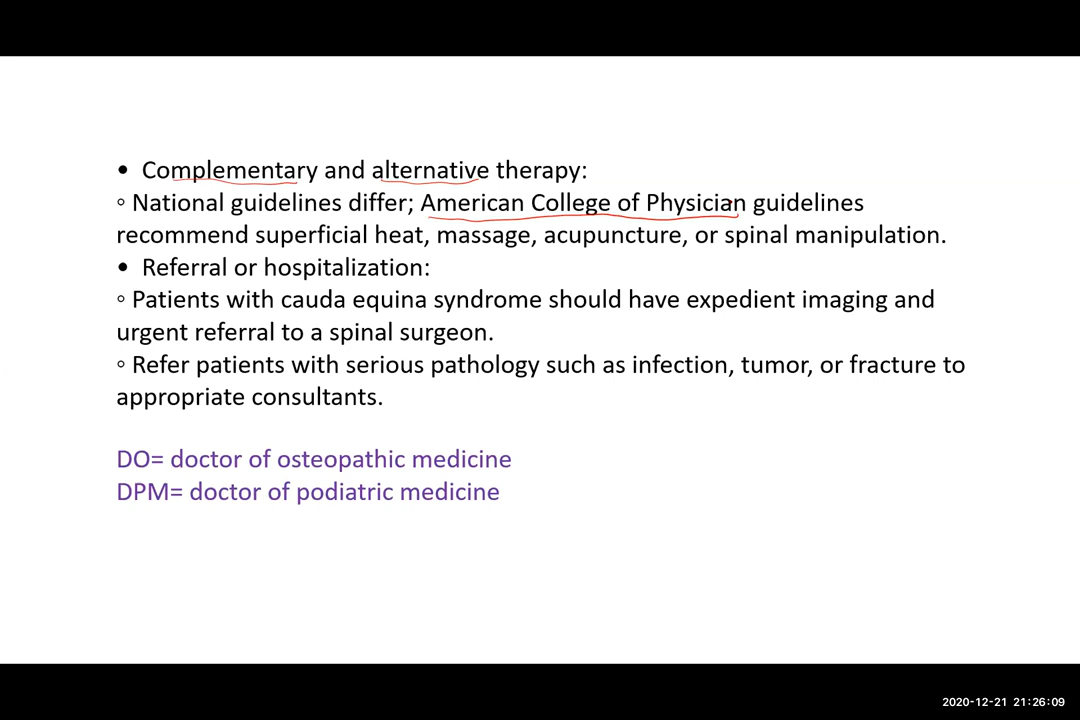 • Complementary and alternative therapy:
◦ National guidelines differ; American College of Physician guidelines
recommend superficial heat, massage, acupuncture, or spinal manipulation.
• Referral or hospitalization:
◦ Patients with cauda equina syndrome should have expedient imaging and
urgent referral to a spinal surgeon.
◦ Refer patients with serious pathology such as infection, tumor, or fracture to
appropriate consultants.
DO= doctor of osteopathic medicine
DPM= doctor of podiatric medicine
2020-12-21 21:26:09